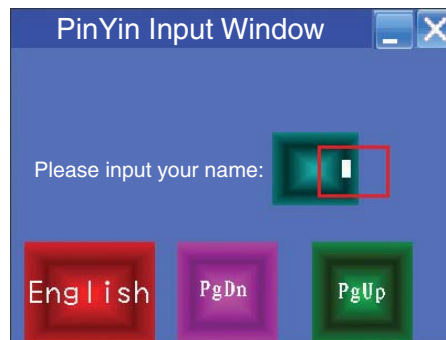 PinYin Input Window
Please input your name:
English
PgDn
PgUp